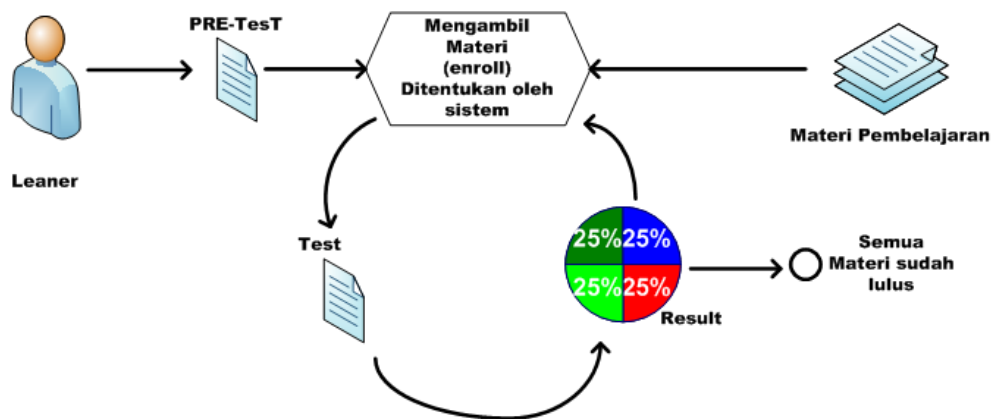 PRE-TesT
Mengambil
Materi
(enroll)
Ditentukan oleh
sistem
Materi Pembelajaran
Leaner
Test
25% 25%
25% 25%
Result
Semua
Materi sudah
lulus